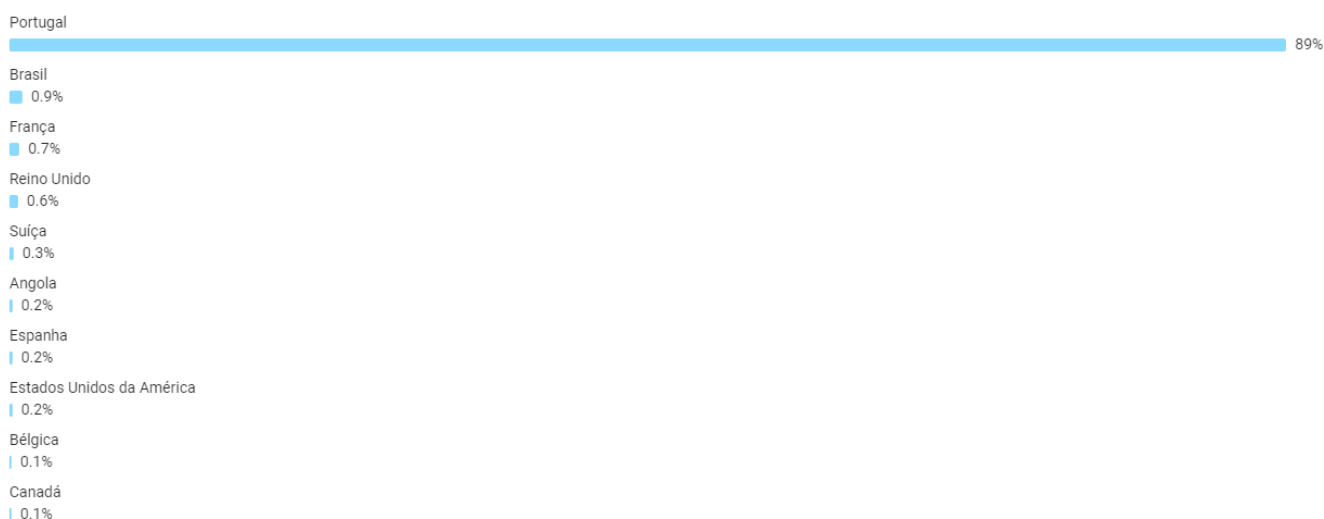 Portugal
89%
Brasil
0.9%
França
0.7%
Reino Unido
0.6%
Suíça
0.3%
Angola
0.2%
Espanha
0.2%
Estados Unidos da América
0.2%
Bélgica
0.1%
Canadá
0.1%